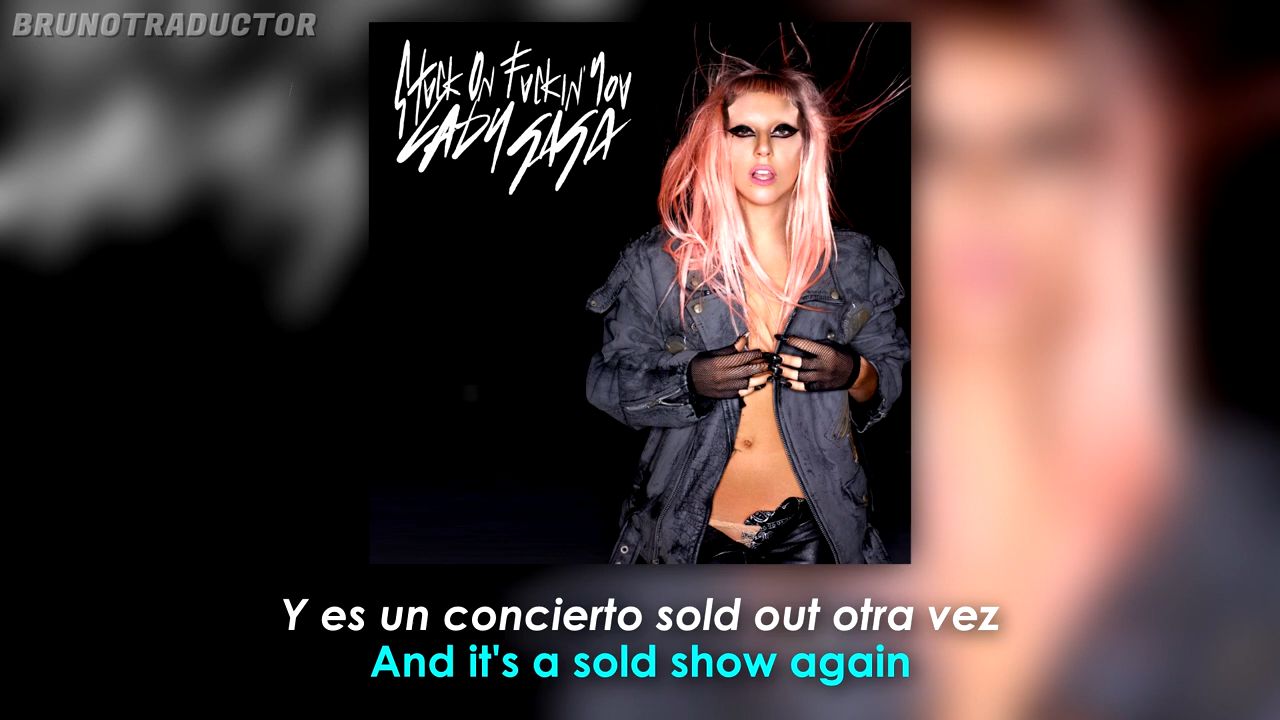 BRUNOTRADUCTOR
Stuck On Fuckin' You
LADY GAGA
Y es un concierto sold out otra vez
And it's a sold show again